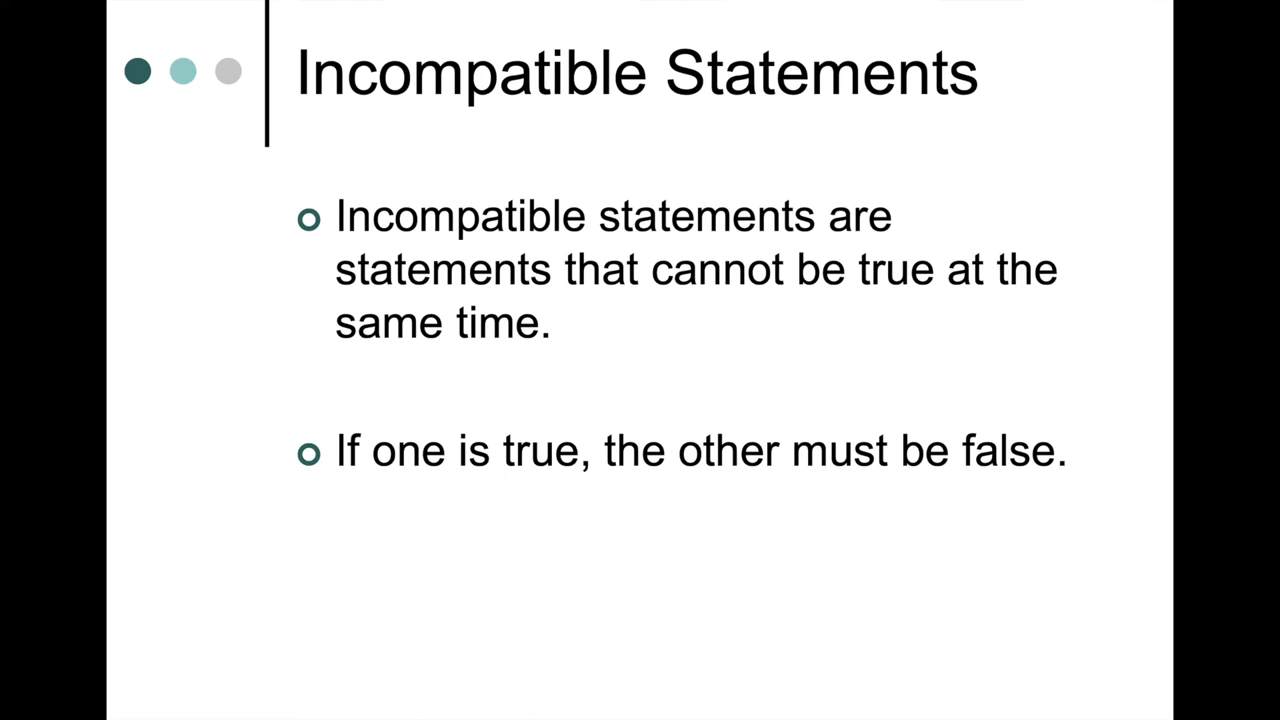 Incompatible Statements
Incompatible statements are
statements that cannot be true at the
same time.
If one is true, the other must be false.